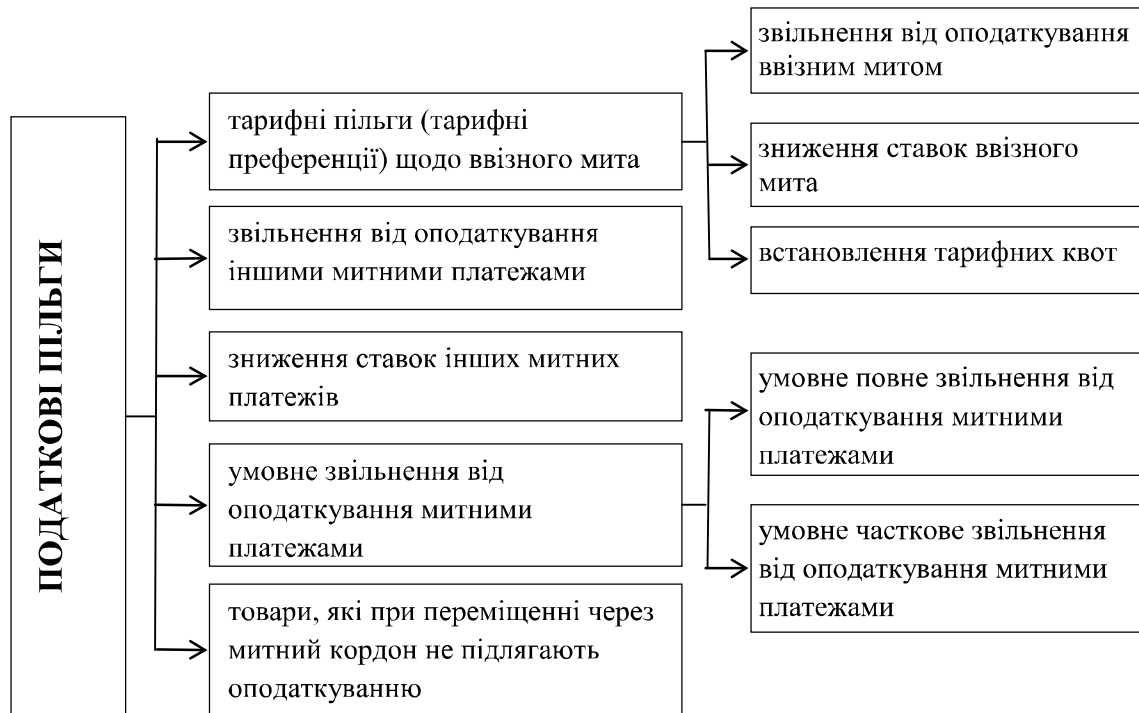 ПОДАТКОВІ ПІЛЬГИ
тарифні пільги (тарифні
преференції) щодо ввізного мита
звільнення від оподаткування
ввізним митом
зниження ставок ввізного
мита
встановлення тарифних квот
звільнення від оподаткування
іншими митними платежами
зниження ставок інших митних
платежів
умовне звільнення від
оподаткування митними
платежами
умовне повне звільнення від
оподаткування митними
платежами
умовне часткове звільнення
від оподаткування митними
платежами
товари, які при переміщенні через
митний кордон не підлягають
оподаткуванню